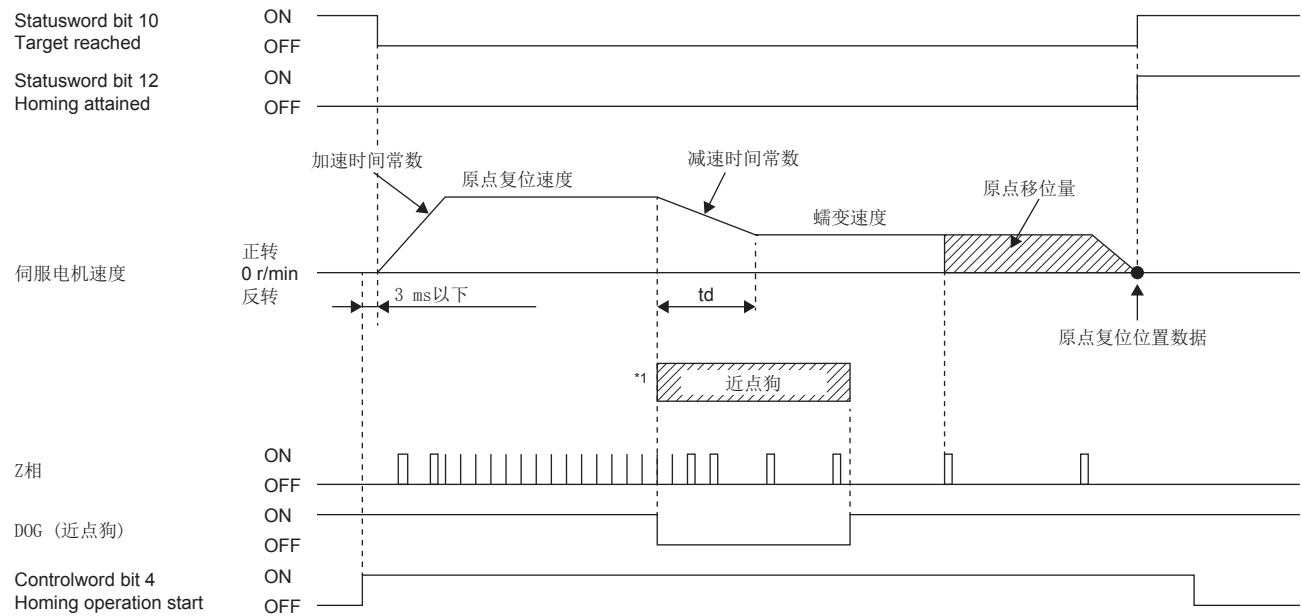 Statusword bit 10
Target reached
ON
OFF
Statusword bit 12
Homing attained
ON
OFF
加速时间常数
原点复位速度
减速时间常数
蠕变速度
原点移位量
伺服电机速度
正转
0 r/min
反转
3 ms以下
td
原点复位位置数据
*1
近点狗
Z相
ON
OFF
DOG (近点狗)
ON
OFF
Controlword bit 4
Homing operation start
ON
OFF